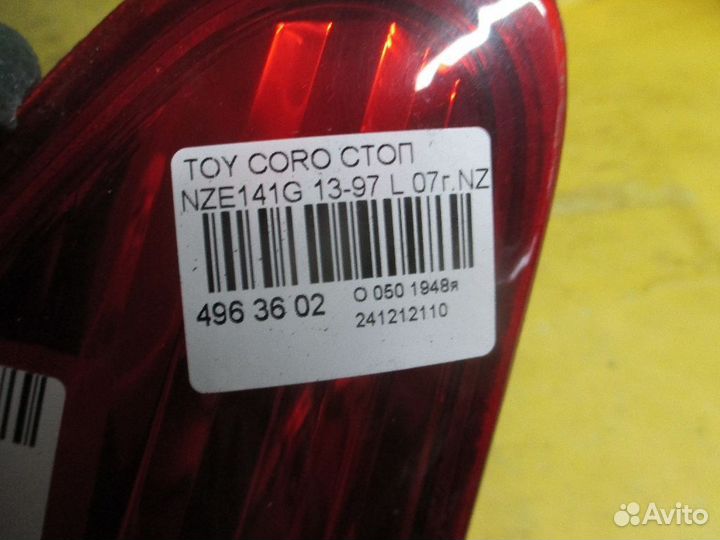 TOY CORO СТОП
NZE141G 13-97 L 07г.NZ
496 36 02
О 050 1948я
241212110
Avito